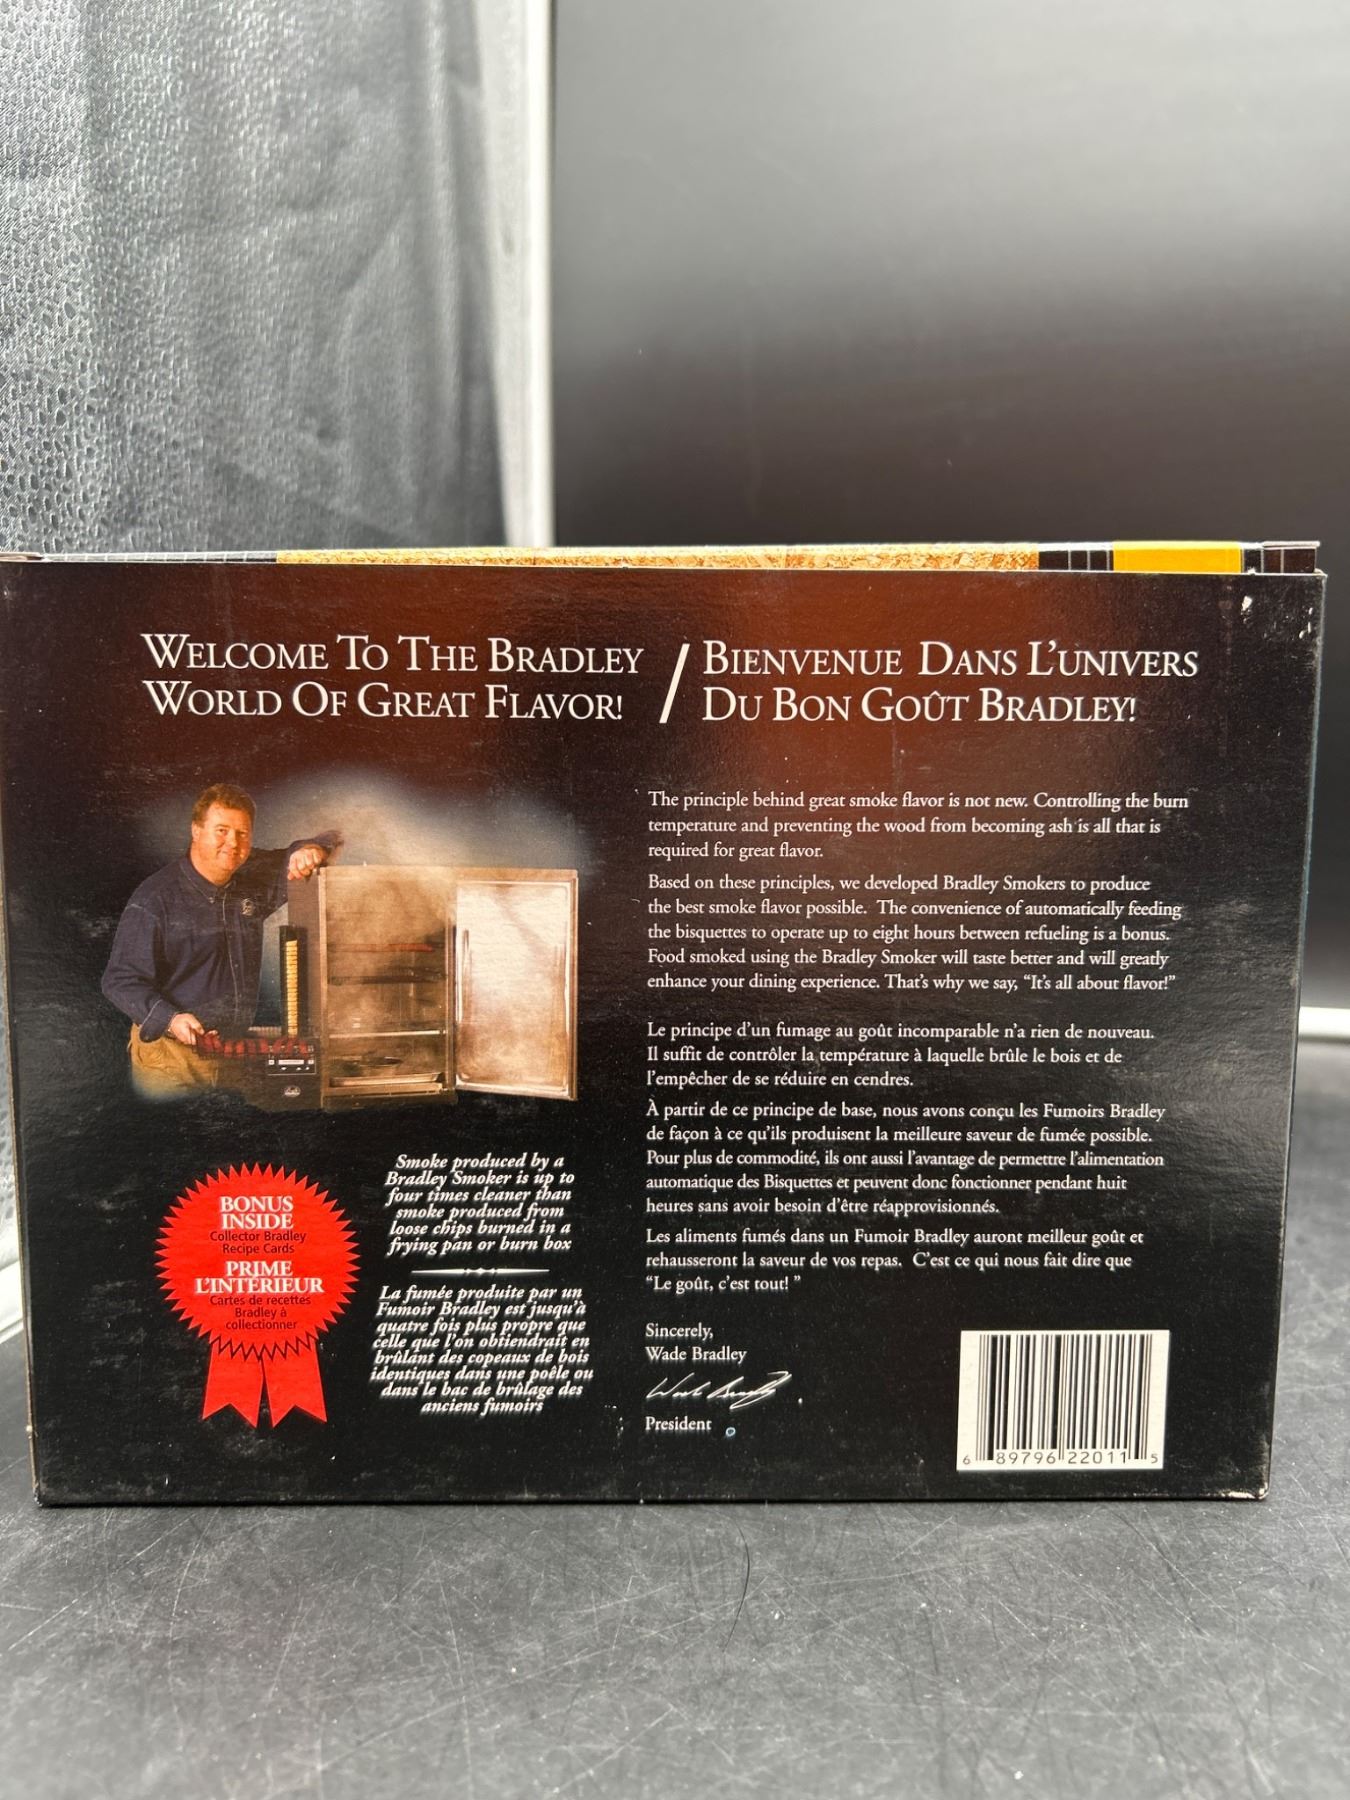 WELCOME TO THE BRADLEY
WORLD OF GREAT FLAVOR!
/
BIENVENUE DANS L'UNIVERS
DU BON GOÛT BRADLEY!
The principle behind great smoke flavor is not new. Controlling the burn
temperature and preventing the wood from becoming ash is all that is
required for great flavor.
Based on these principles, we developed Bradley Smokers to produce
the best smoke flavor possible. The convenience of automatically feeding
the bisquettes to operate up to eight hours between refueling is a bonus.
Food smoked using the Bradley Smoker will taste better and will greatly
enhance your dining experience. That's why we say, "It's all about flavor!"
Le principe d'un fumage au goût incomparable n'a rien de nouveau.
Il suffit de contrôler la température à laquelle brûle le bois et de
l'empêcher de se réduire en cendres.
À partir de ce principe de base, nous avons conçu les Fumoirs Bradley
de façon à ce qu'ils produisent la meilleure saveur de fumée possible.
Pour plus de commodité, ils ont aussi l'avantage de permettre l'alimentation
automatique des Bisquettes et peuvent donc fonctionner pendant huit
heures sans avoir besoin d'être réapprovisionnés.
Les aliments fumés dans un Fumoir Bradley auront meilleur goût et
rehausseront la saveur de vos repas. C'est ce qui nous fait dire que
"Le goût, c'est tout! "
Sincerely,
Wade Bradley
President
BONUS
INSIDE
Collector Bradley
Recipe Cards
PRIME
L'INTÉRIEUR
Cartes de recettes
Bradley à
collectionner
Smoke produced by a
Bradley Smoker is up to
four times cleaner than
smoke produced from
loose chips burned in a
frying pan or burn box
La fumée produite par un
Fumoir Bradley est jusqu'à
quatre fois plus propre que
celle que l'on obtiendrait en
brûlant des copeaux de bois
identiques dans une poêle ou
dans le bac de brûlage des
anciens fumoirs
6 89796 22011 5